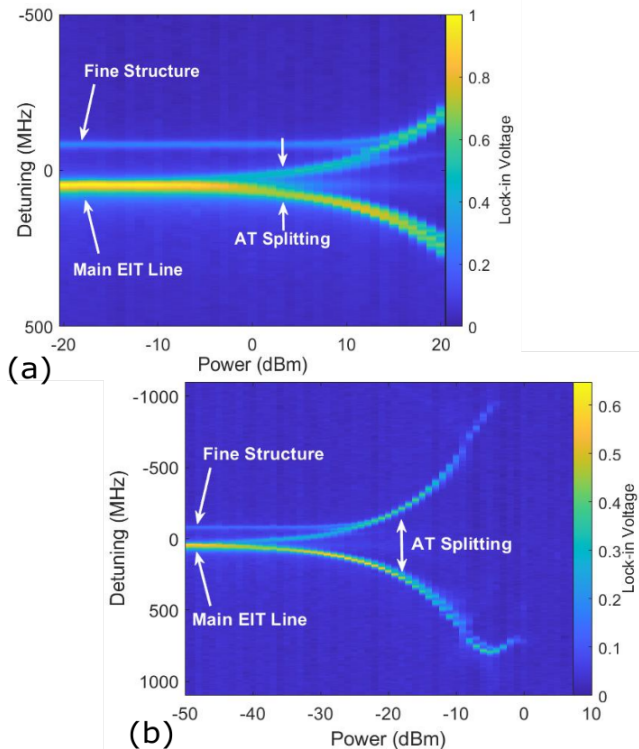 -500
Fine Structure
0
AT Splitting
Main EIT Line
500
-20
-10
0
10
20
Detuning (MHz)
Power (dBm)
1
0.8
0.6
0.4
0.2
0
Lock-in Voltage
(a)
-1000
-500
Fine Structure
0
AT Splitting
Main EIT Line
500
1000
-50
-40
-30
-20
-10
0
10
Detuning (MHz)
Power (dBm)
0.6
0.5
0.4
0.3
0.2
0.1
0
Lock-in Voltage
(b)